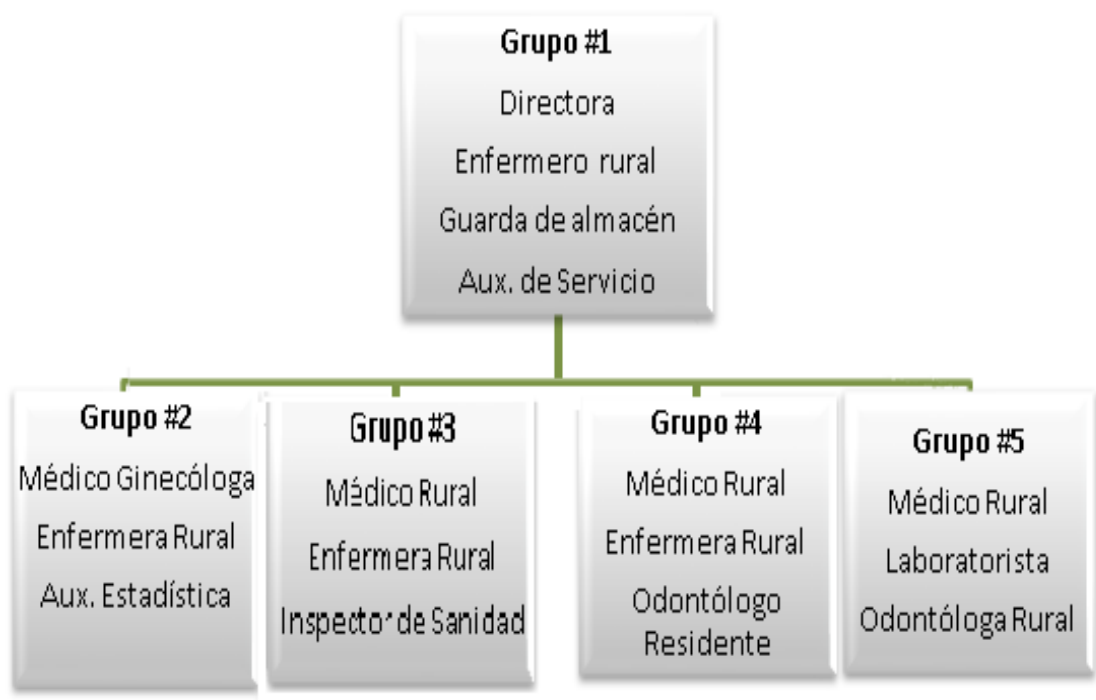 Grupo #1
Directora
Enfermero rural
Guarda de almacén
Aux. de Servicio
Grupo #2
Médico Ginecóloga
Enfermera Rural
Aux. Estadística
Grupo #3
Médico Rural
Enfermera Rural
Inspector de Sanidad
Grupo #4
Médico Rural
Enfermera Rural
Odontólogo
Residente
Grupo #5
Médico Rural
Laboratorista
Odontóloga Rural